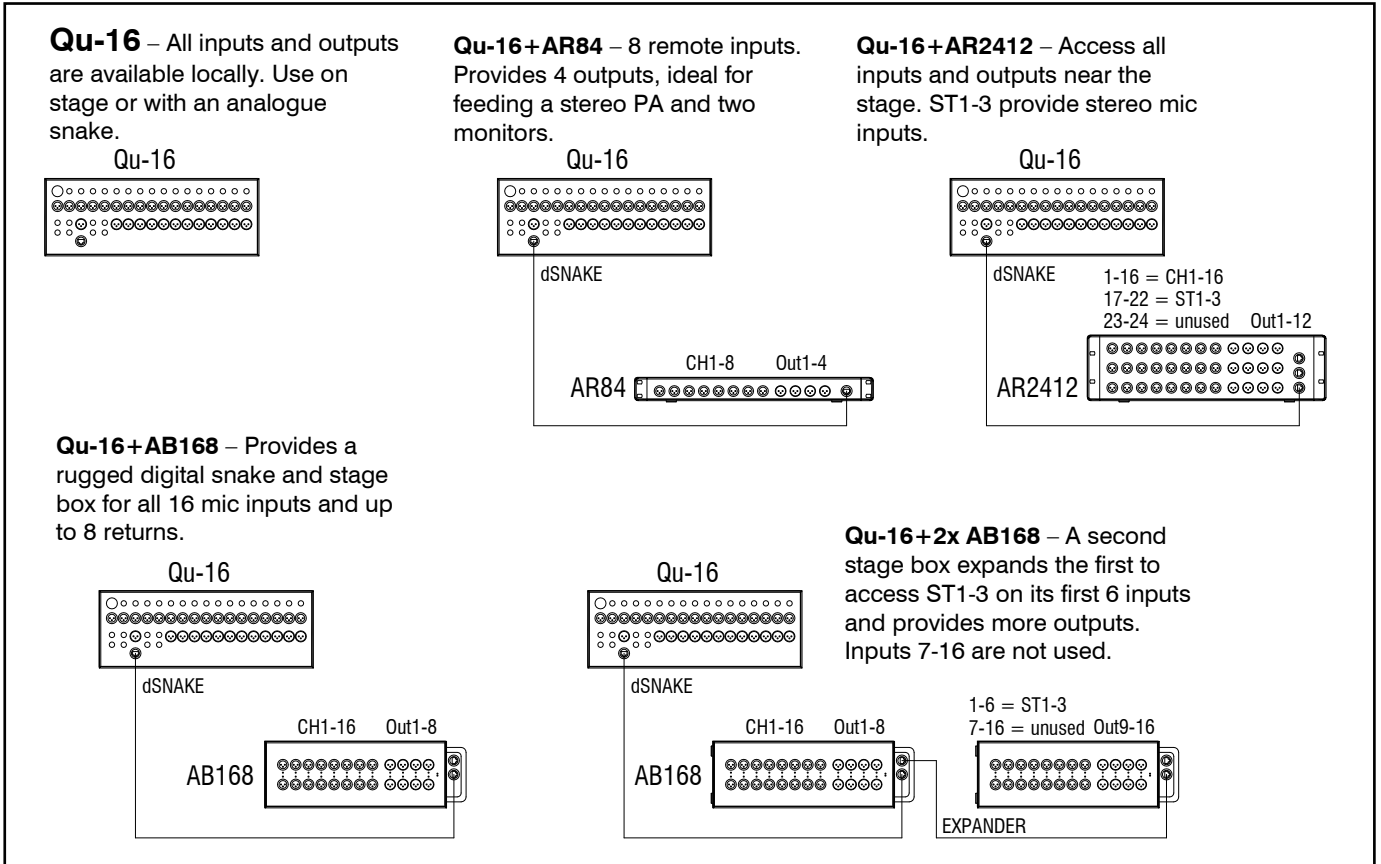 Qu-16 – All inputs and outputs
are available locally. Use on
stage or with an analogue
snake.
Qu-16
Qu-16+AR84 – 8 remote inputs.
Provides 4 outputs, ideal for
feeding a stereo PA and two
monitors.
Qu-16
dSNAKE
CH1-8 Out1-4
AR84
Qu-16+AR2412 – Access all
inputs and outputs near the
stage. ST1-3 provide stereo mic
inputs.
Qu-16
dSNAKE
1-16 = CH1-16
17-22 = ST1-3
23-24 = unused Out1-12
AR2412
Qu-16+AB168 – Provides a
rugged digital snake and stage
box for all 16 mic inputs and up
to 8 returns.
Qu-16
dSNAKE
CH1-16 Out1-8
AB168
Qu-16+2x AB168 – A second
stage box expands the first to
access ST1-3 on its first 6 inputs
and provides more outputs.
Inputs 7-16 are not used.
Qu-16
dSNAKE
CH1-16 Out1-8
AB168
1-6 = ST1-3
7-16 = unused Out9-16
EXPANDER